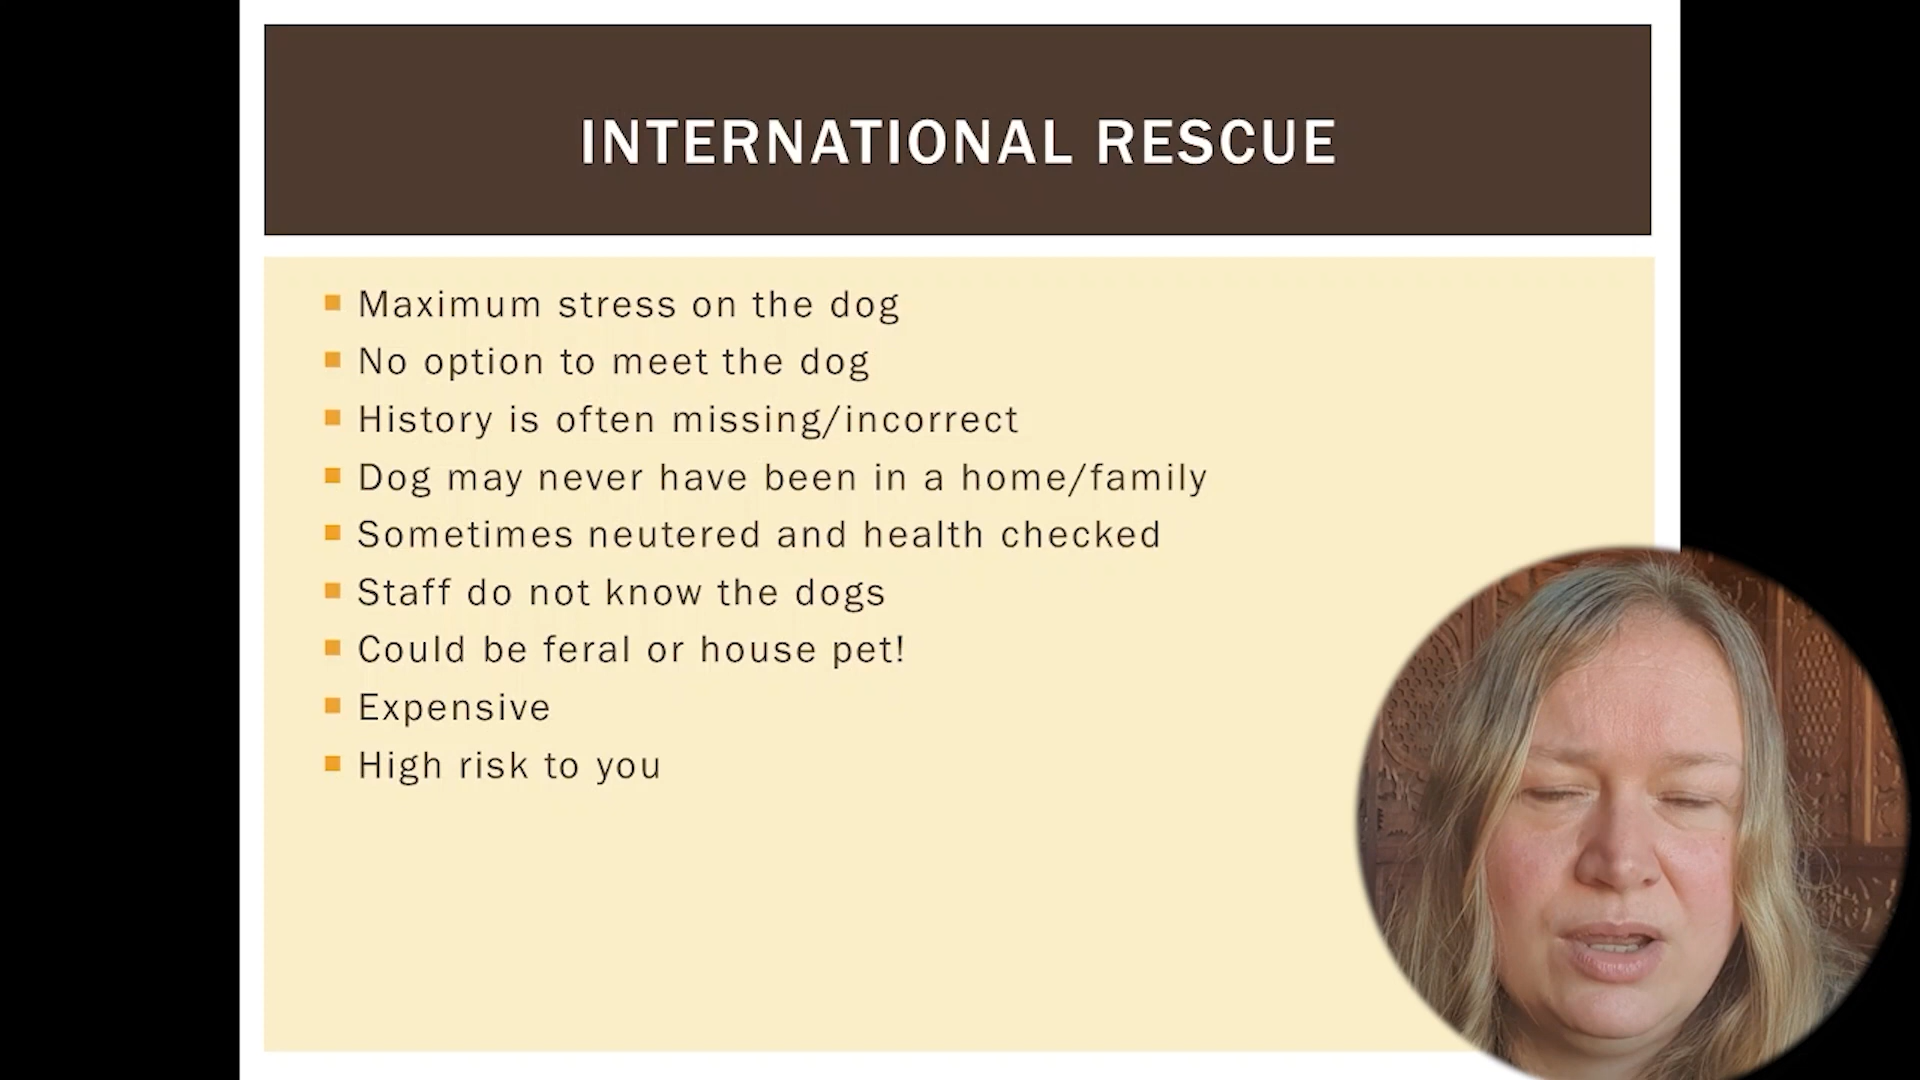 INTERNATIONAL RESCUE
Maximum stress on the dog
No option to meet the dog
History is often missing/incorrect
Dog may never have been in a home/family
Sometimes neutered and health checked
Staff do not know the dogs
Could be feral or house pet!
Expensive
High risk to you